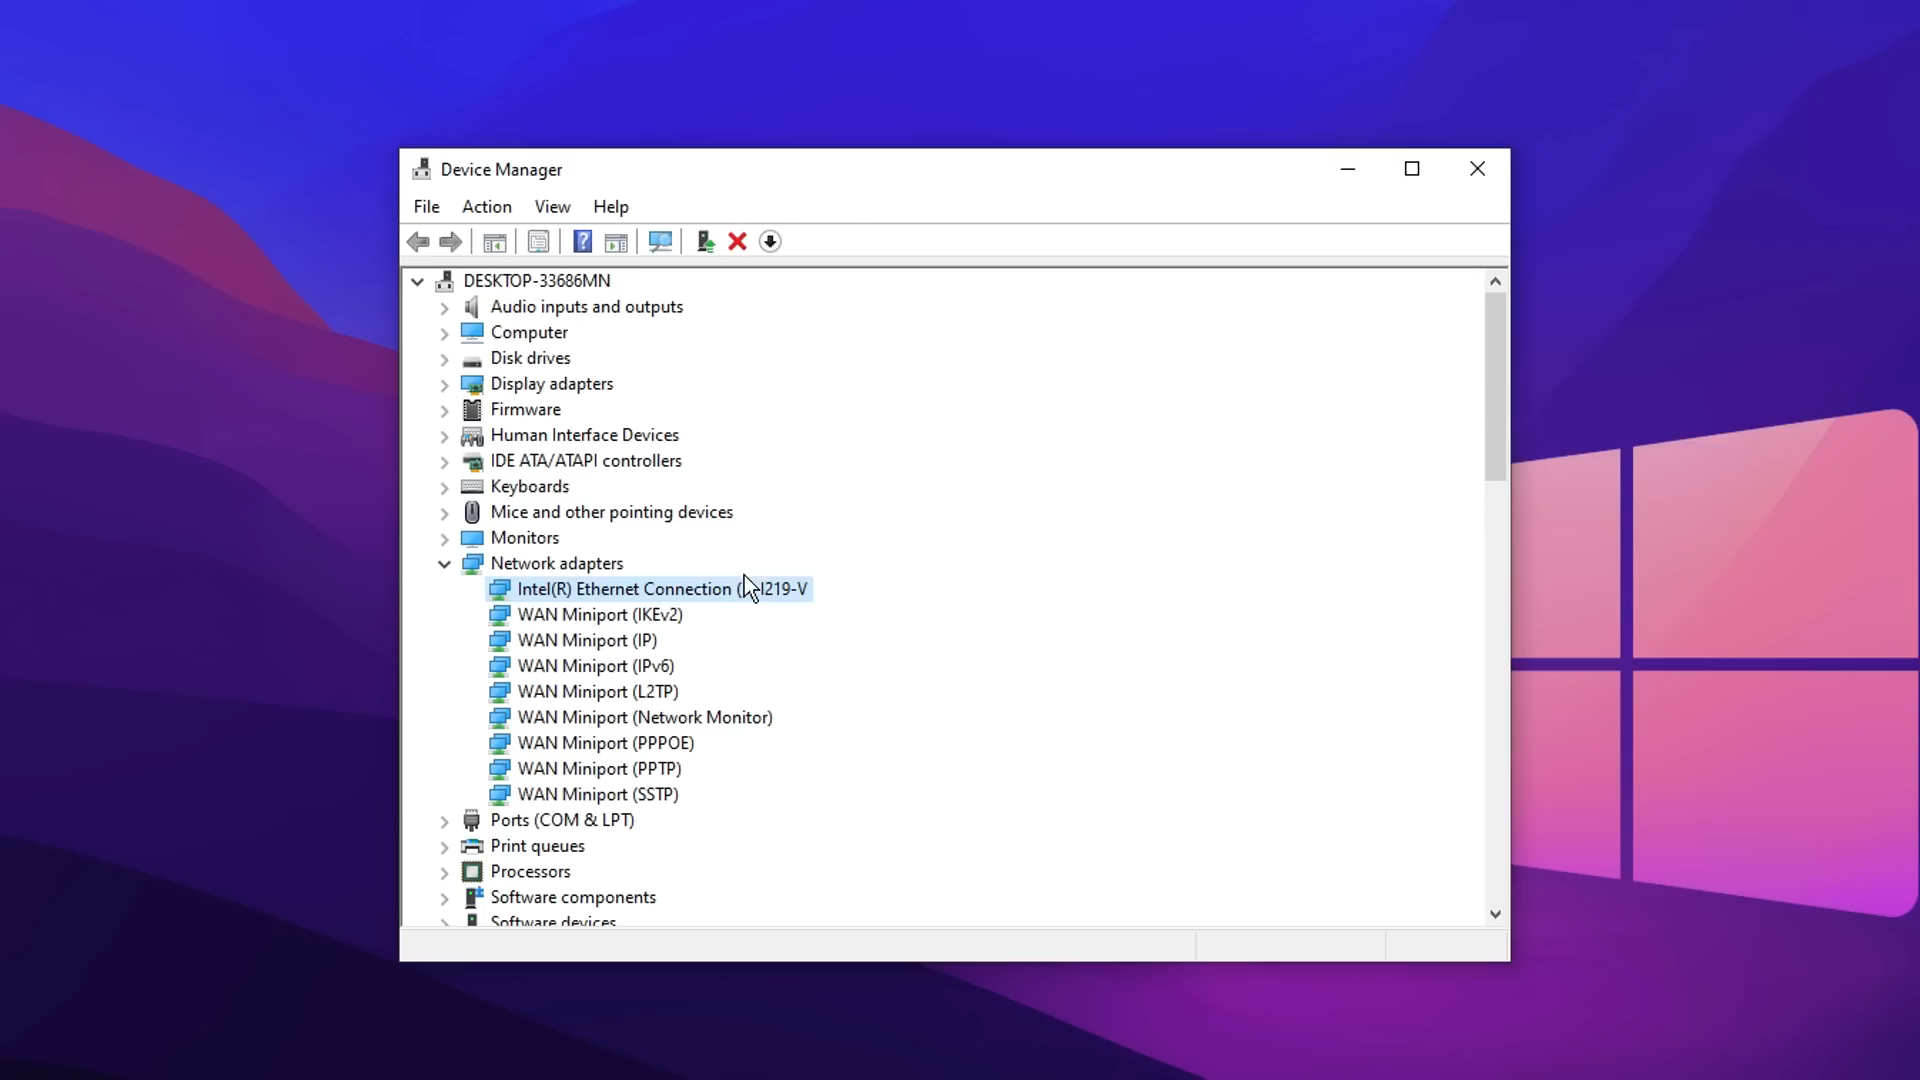 Device Manager
File Action View Help
DESKTOP-33686MN
Audio inputs and outputs
Computer
Disk drives
Display adapters
Firmware
Human Interface Devices
IDE ATA/ATAPI controllers
Keyboards
Mice and other pointing devices
Monitors
Network adapters
Intel(R) Ethernet Connection ( I219-V
WAN Miniport (IKEv2)
WAN Miniport (IP)
WAN Miniport (IPv6)
WAN Miniport (L2TP)
WAN Miniport (Network Monitor)
WAN Miniport (PPPOE)
WAN Miniport (PPTP)
WAN Miniport (SSTP)
Ports (COM & LPT)
Print queues
Processors
Software components
Software devices